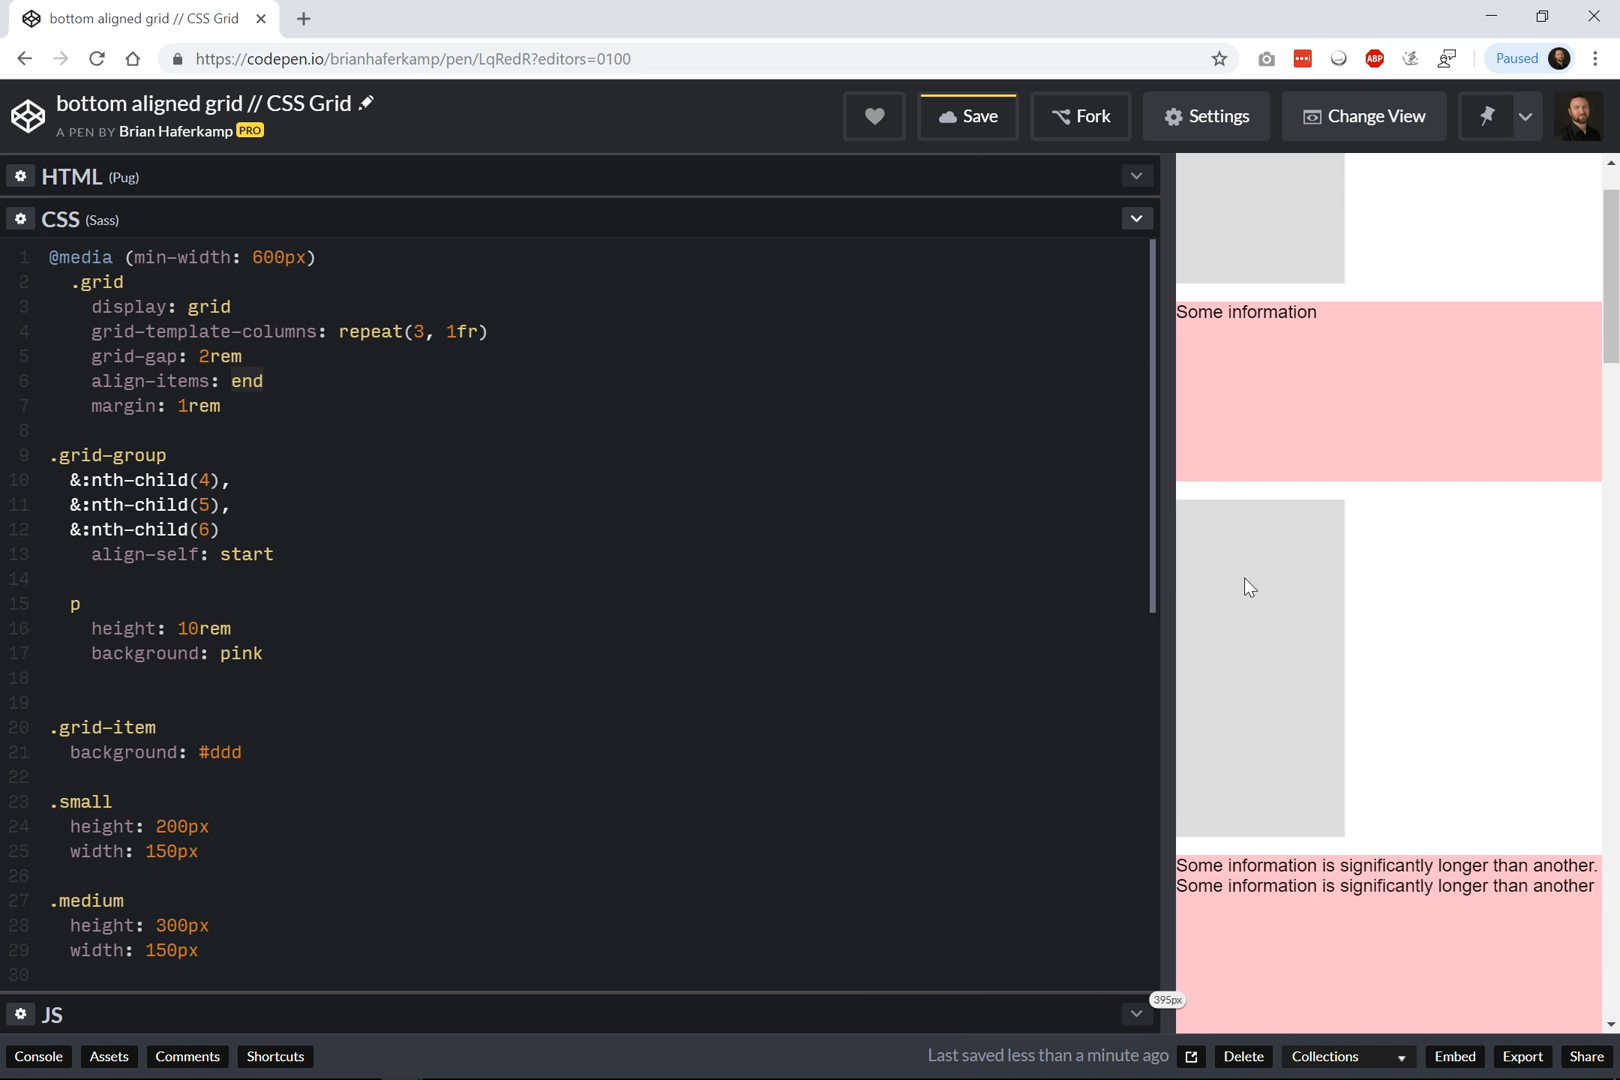 bottom aligned grid // CSS Grid
https://codepen.io/brianhaferkamp/pen/LqRedR?editors=0100
ABP
Paused
bottom aligned grid // CSS Grid
A PEN BY Brian Haferkamp PRO
Save
Fork
Settings
Change View
HTML (Pug)
CSS (Sass)
1 @media (min-width: 600px)
2 .grid
3 display: grid
4 grid-template-columns: repeat(3, 1fr)
5 grid-gap: 2rem
6 align-items: end
7 margin: 1rem
8
9 .grid-group
10 &:nth-child(4),
11 &:nth-child(5),
12 &:nth-child(6)
13 align-self: start
14
15 p
16 height: 10rem
17 background: pink
18
19
20 .grid-item
21 background: #ddd
22
23 .small
24 height: 200px
25 width: 150px
26
27 .medium
28 height: 300px
29 width: 150px
30
Some information
Some information is significantly longer than another.
Some information is significantly longer than another
395px
JS
Console
Assets
Comments
Shortcuts
Last saved less than a minute ago
Delete
Collections
Embed
Export
Share